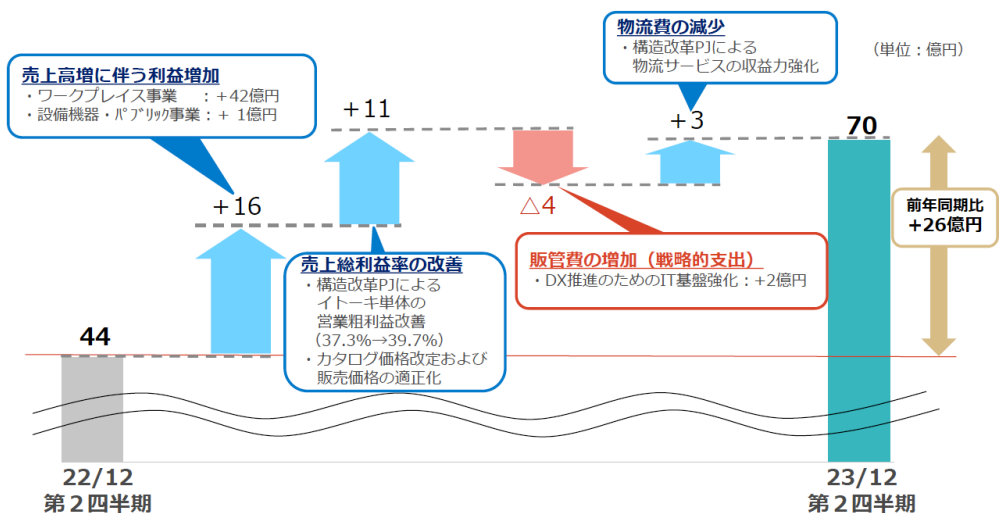 物流費の減少
・構造改革PJによる
物流サービスの収益力強化
（単位：億円）
売上高増に伴う利益増加
・ワークプレイス事業　：+42億円
・設備機器・ﾊﾟﾌﾞﾘｯｸ事業：+ 1億円
+11
+3
70
+16
△4
前年同期比
+26億円
売上総利益率の改善
・構造改革PJによる
イトーキ単体の
営業粗利益改善
（37.3%→39.7%）
・カタログ価格改定および
販売価格の適正化
販管費の増加（戦略的支出）
・DX推進のためのIT基盤強化：+2億円
44
22/12
第２四半期
23/12
第２四半期